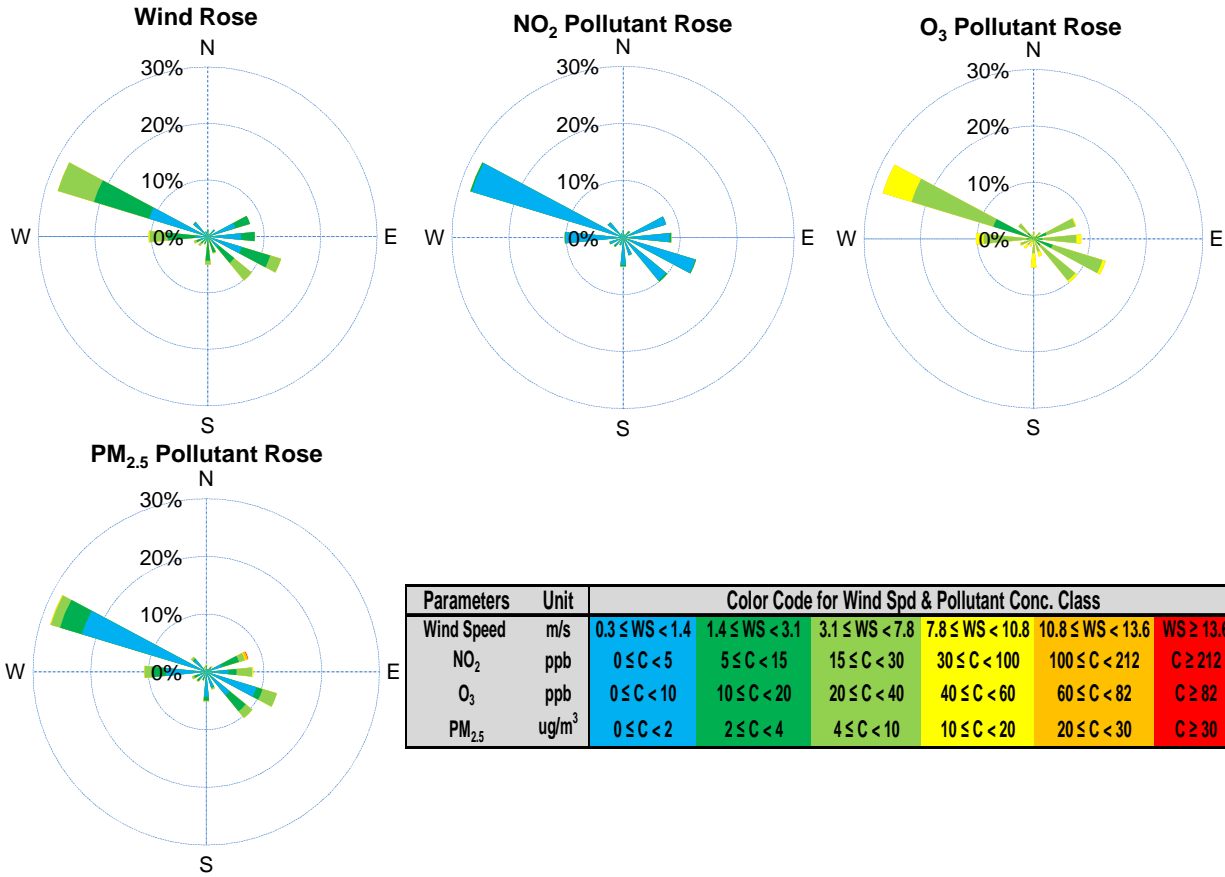 Wind Rose
N
30%
20%
10%
0%
W
E
S
NO₂ Pollutant Rose
N
30%
20%
10%
0%
W
E
S
O₃ Pollutant Rose
N
30%
20%
10%
0%
W
E
S
PM₂.₅ Pollutant Rose
N
30%
20%
10%
0%
W
E
S
Parameters Unit Color Code for Wind Spd & Pollutant Conc. Class
Wind Speed m/s 0.3 ≤ WS < 1.4 1.4 ≤ WS < 3.1 3.1 ≤ WS < 7.8 7.8 ≤ WS < 10.8 10.8 ≤ WS < 13.6 WS ≥ 13.6
NO₂ ppb 0 ≤ C < 5 5 ≤ C < 15 15 ≤ C < 30 30 ≤ C < 100 100 ≤ C < 212 C ≥ 212
O₃ ppb 0 ≤ C < 10 10 ≤ C < 20 20 ≤ C < 40 40 ≤ C < 60 60 ≤ C < 82 C ≥ 82
PM₂.₅ ug/m³ 0 ≤ C < 2 2 ≤ C < 4 4 ≤ C < 10 10 ≤ C < 20 20 ≤ C < 30 C ≥ 30